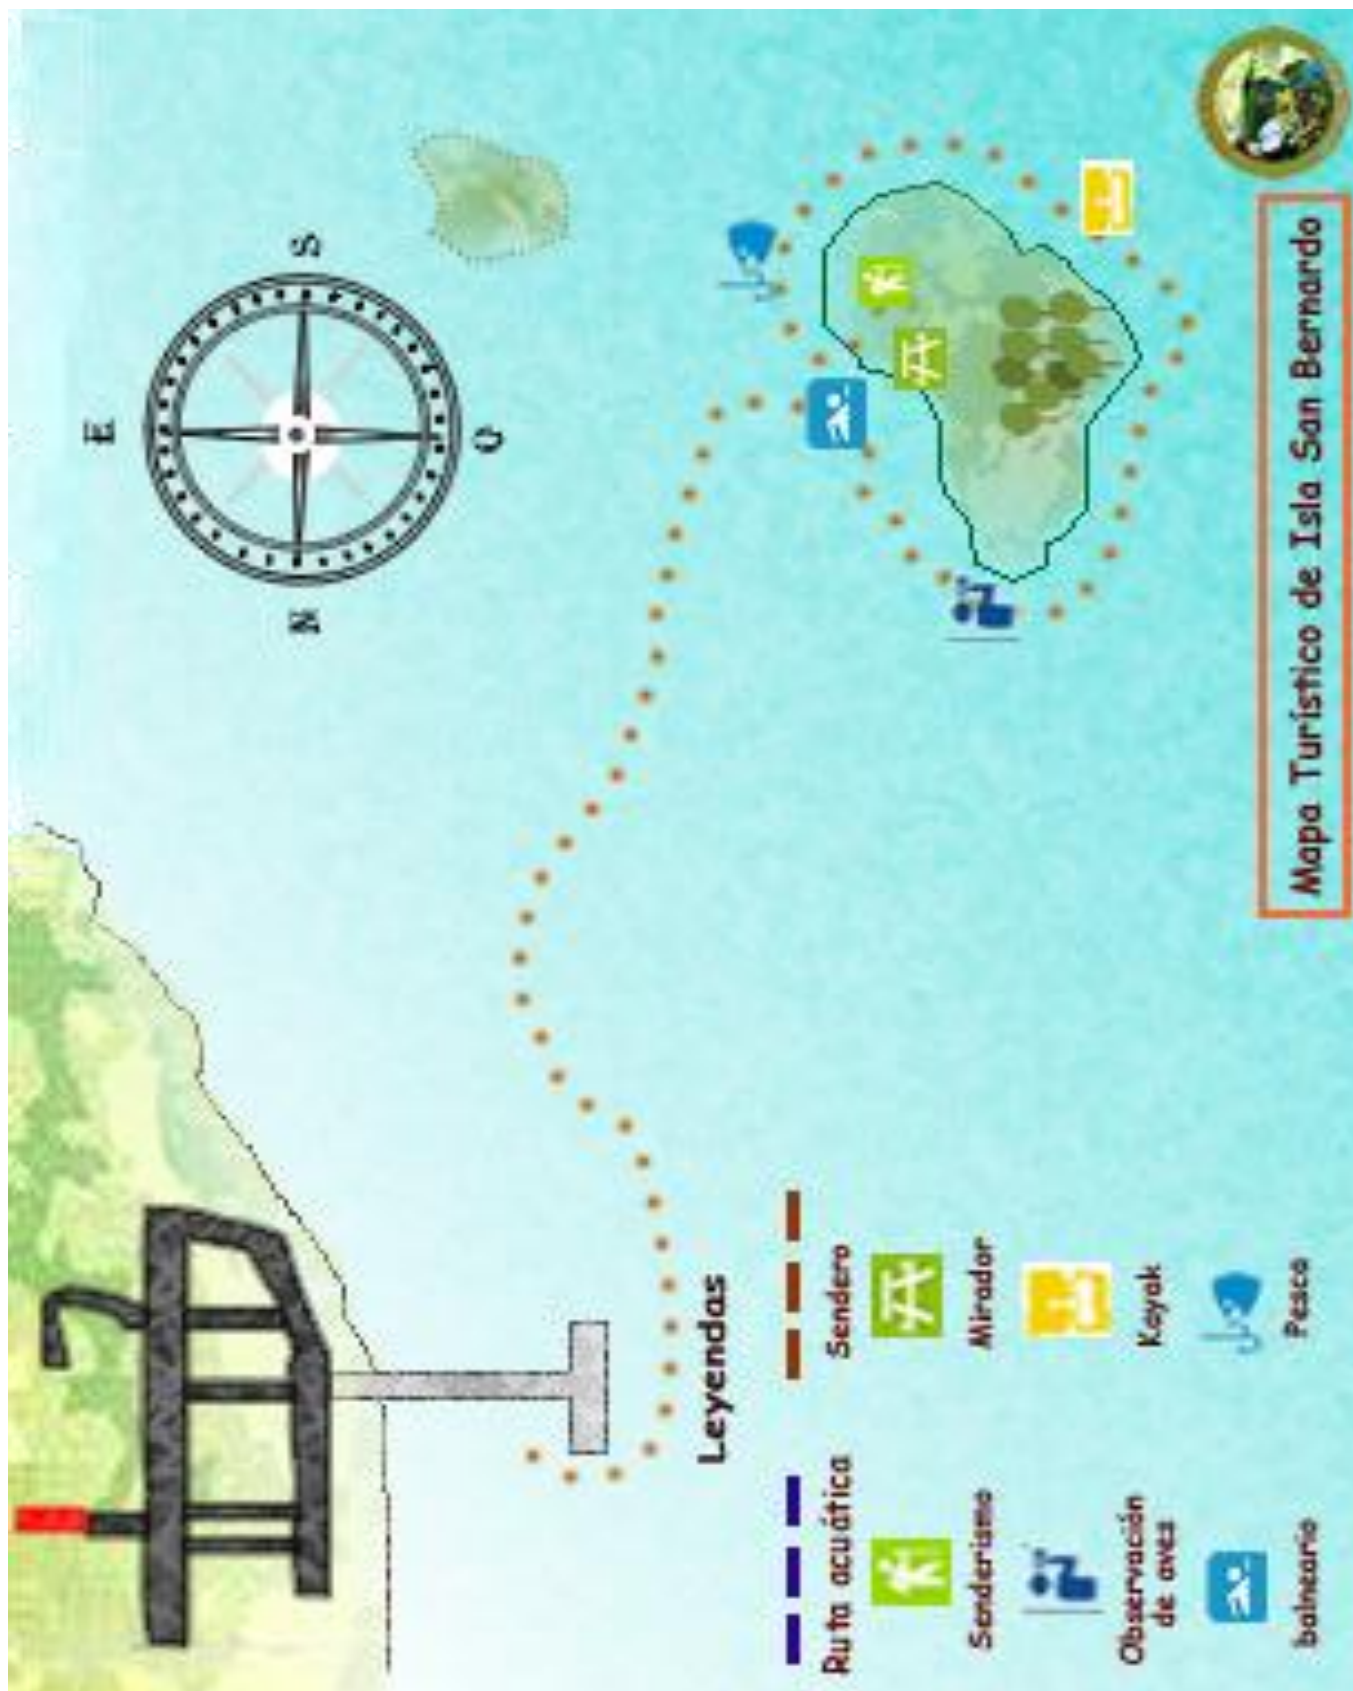 E
N
S
O
Leyendas
Ruta acuática
Sendero
Senderismo
Mirador
Observación
de aves
Kayak
balneario
Pesca
Mapa Turístico de Isla San Bernardo